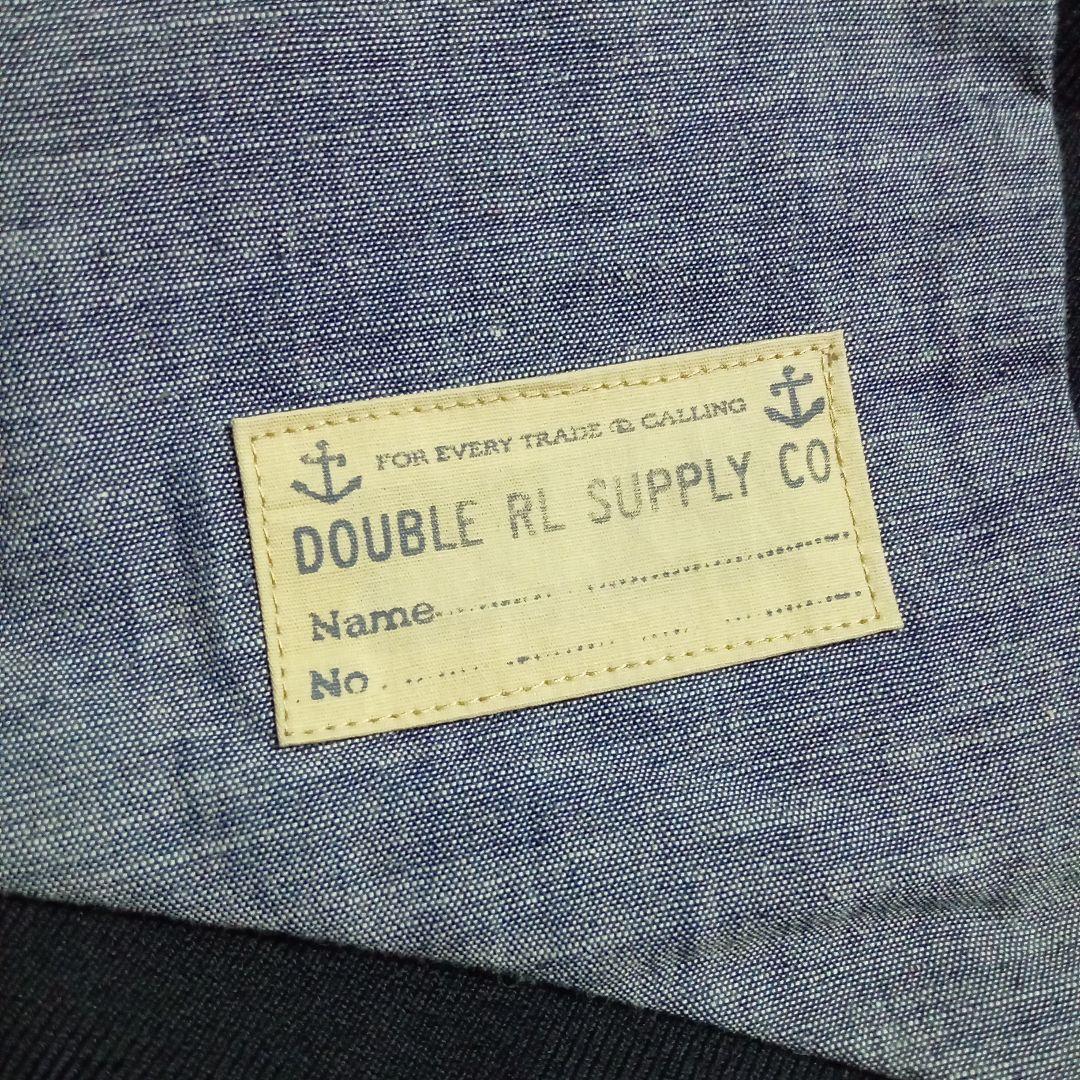 FOR EVERY TRADE & CALLING
DOUBLE RL SUPPLY CO.
Name
No